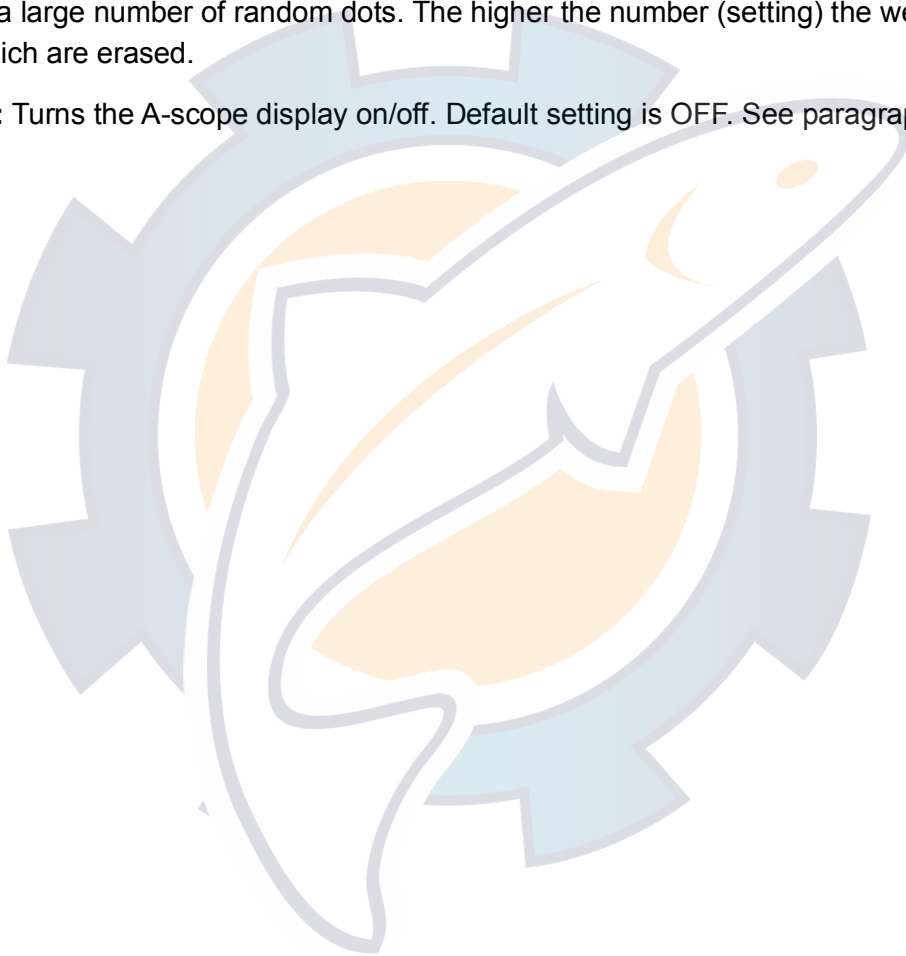 a large number of random dots. The higher the number (setting) the we
ich are erased.
: Turns the A-scope display on/off. Default setting is OFF. See paragrap